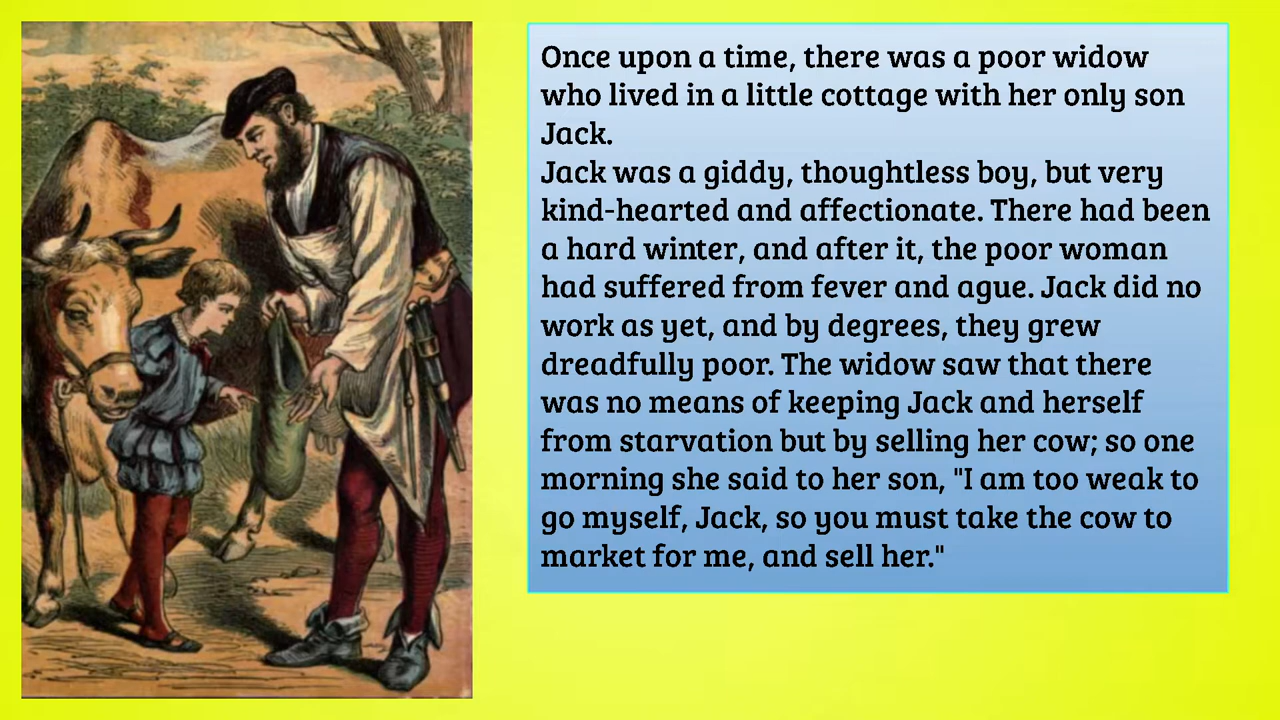 Once upon a time, there was a poor widow
who lived in a little cottage with her only son
Jack.
Jack was a giddy, thoughtless boy, but very
kind-hearted and affectionate. There had been
a hard winter, and after it, the poor woman
had suffered from fever and ague. Jack did no
work as yet, and by degrees, they grew
dreadfully poor. The widow saw that there
was no means of keeping Jack and herself
from starvation but by selling her cow; so one
morning she said to her son, "I am too weak to
go myself, Jack, so you must take the cow to
market for me, and sell her."